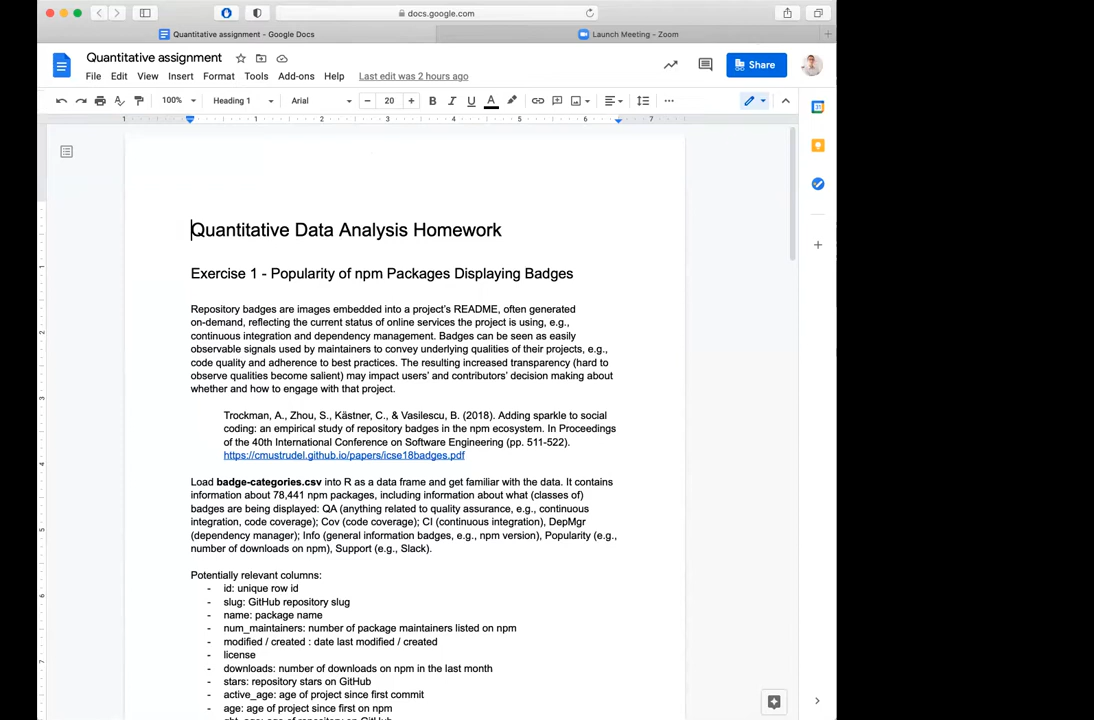 docs.google.com
Quantitative assignment - Google Docs
Launch Meeting - Zoom
Quantitative assignment
File Edit View Insert Format Tools Add-ons Help Last edit was 2 hours ago
Share
100% Heading 1 Arial 20 B I U A
1 1 2 3 4 5 6 7
Quantitative Data Analysis Homework
Exercise 1 - Popularity of npm Packages Displaying Badges
Repository badges are images embedded into a project's README, often generated
on-demand, reflecting the current status of online services the project is using, e.g.,
continuous integration and dependency management. Badges can be seen as easily
observable signals used by maintainers to convey underlying qualities of their projects, e.g.,
code quality and adherence to best practices. The resulting increased transparency (hard to
observe qualities become salient) may impact users' and contributors' decision making about
whether and how to engage with that project.
Trockman, A., Zhou, S., Kästner, C., & Vasilescu, B. (2018). Adding sparkle to social
coding: an empirical study of repository badges in the npm ecosystem. In Proceedings
of the 40th International Conference on Software Engineering (pp. 511-522).
https://cmustrudel.github.io/papers/icse18badges.pdf
Load badge-categories.csv into R as a data frame and get familiar with the data. It contains
information about 78,441 npm packages, including information about what (classes of)
badges are being displayed: QA (anything related to quality assurance, e.g., continuous
integration, code coverage); Cov (code coverage); CI (continuous integration), DepMgr
(dependency manager); Info (general information badges, e.g., npm version), Popularity (e.g.,
number of downloads on npm), Support (e.g., Slack).
Potentially relevant columns:
- id: unique row id
- slug: GitHub repository slug
- name: package name
- num_maintainers: number of package maintainers listed on npm
- modified / created : date last modified / created
- license
- downloads: number of downloads on npm in the last month
- stars: repository stars on GitHub
- active_age: age of project since first commit
- age: age of project since first on npm